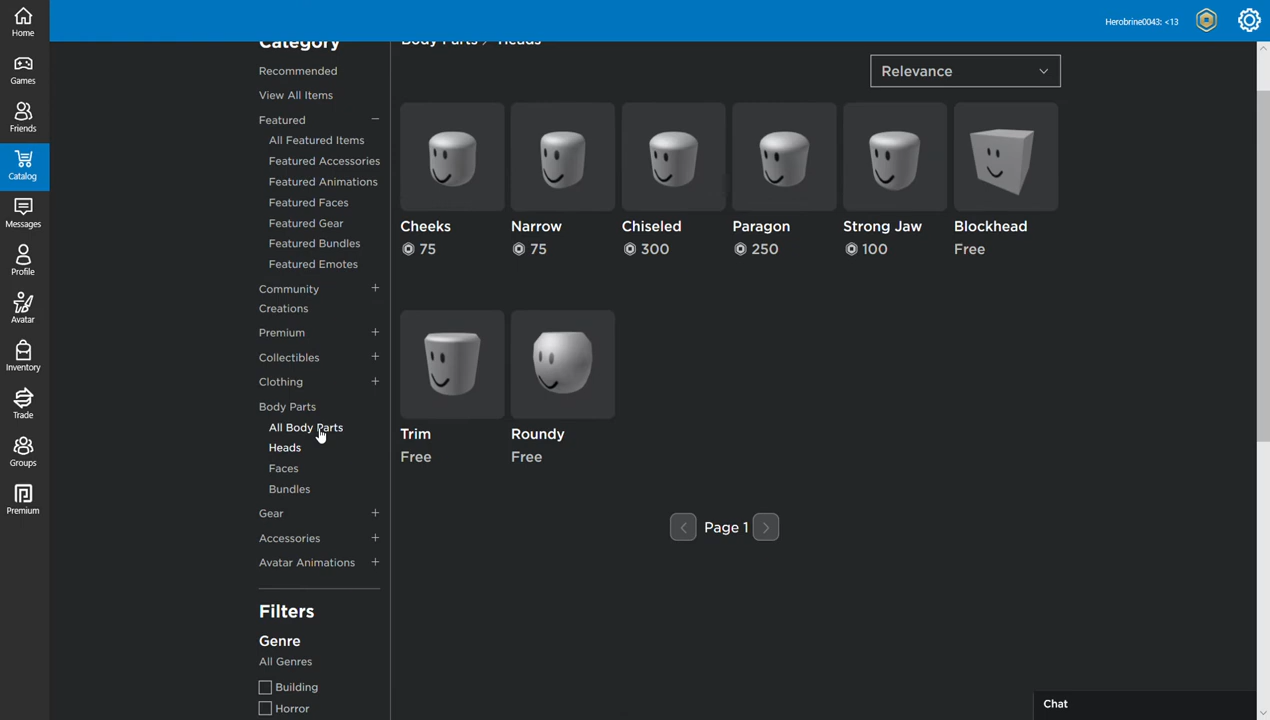 Home
Games
Friends
Catalog
Messages
Profile
Avatar
Inventory
Trade
Groups
Premium
Herobrine0043: <13
Category
Recommended
View All Items
Featured −
All Featured Items
Featured Accessories
Featured Animations
Featured Faces
Featured Gear
Featured Bundles
Featured Emotes
Community +
Creations
Premium +
Collectibles +
Clothing +
Body Parts
All Body Parts
Heads
Faces
Bundles
Gear +
Accessories +
Avatar Animations +
Filters
Genre
All Genres
Building
Horror
Body Parts / Heads
Relevance
Cheeks Narrow Chiseled Paragon Strong Jaw Blockhead
75 75 300 250 100 Free
Trim Roundy
Free Free
Page 1
Chat